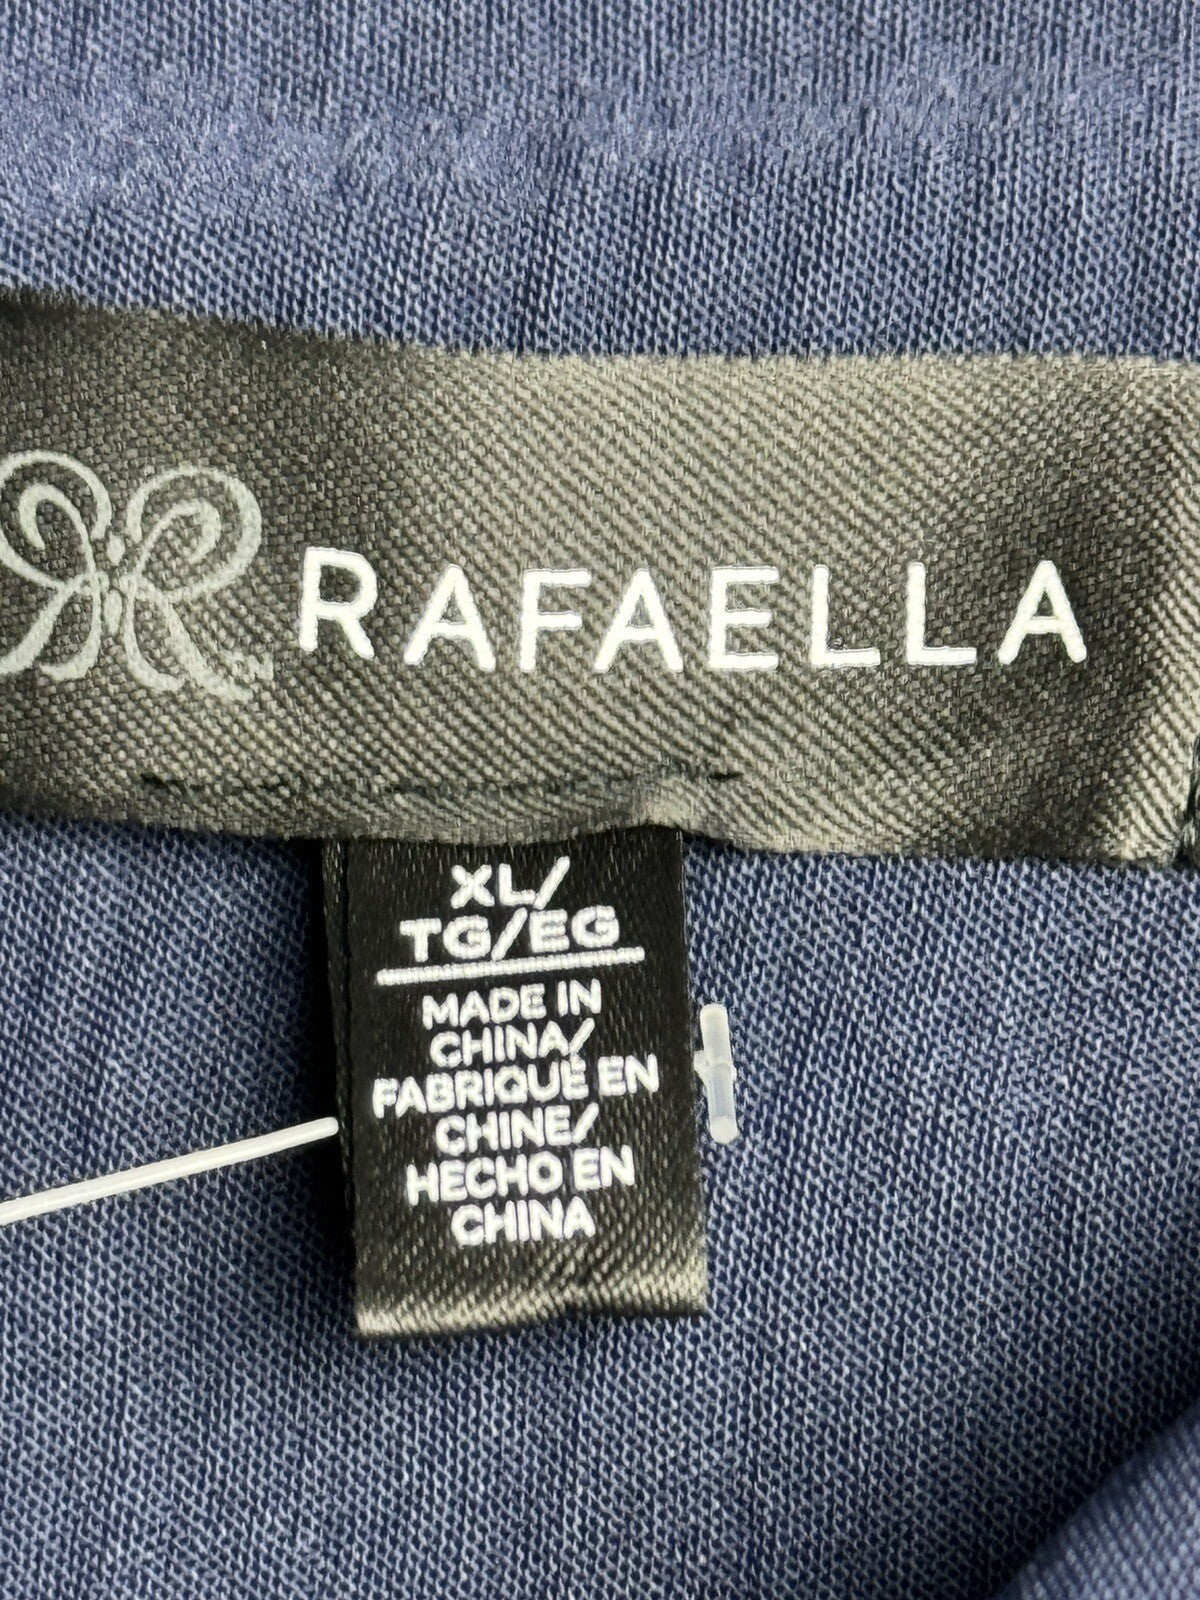 RAFAELLA
XL/
TG/EG
MADE IN
CHINA/
FABRIQUÉ EN
CHINE/
HECHO EN
CHINA